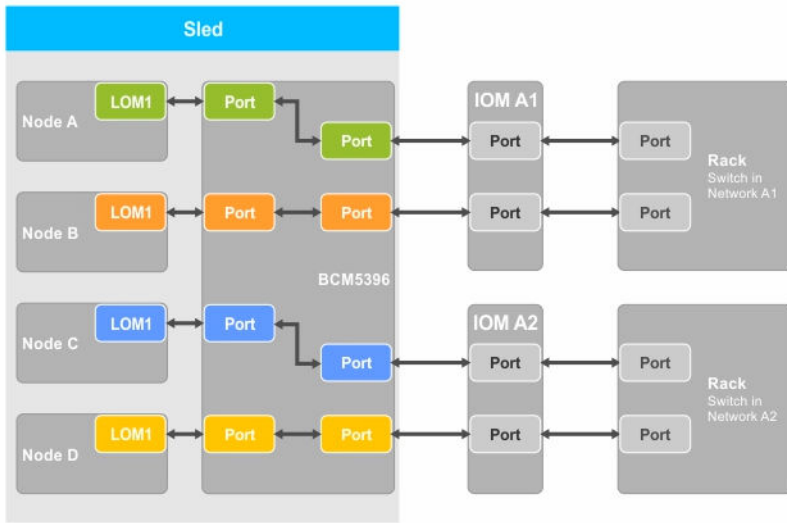 Sled
Node A
LOM1
Port
Port
IOM A1
Port
Port
Rack
Switch in
Network A1
Node B
LOM1
Port
Port
Port
Port
BCM5396
Node C
LOM1
Port
Port
IOM A2
Port
Port
Rack
Switch in
Network A2
Node D
LOM1
Port
Port
Port
Port